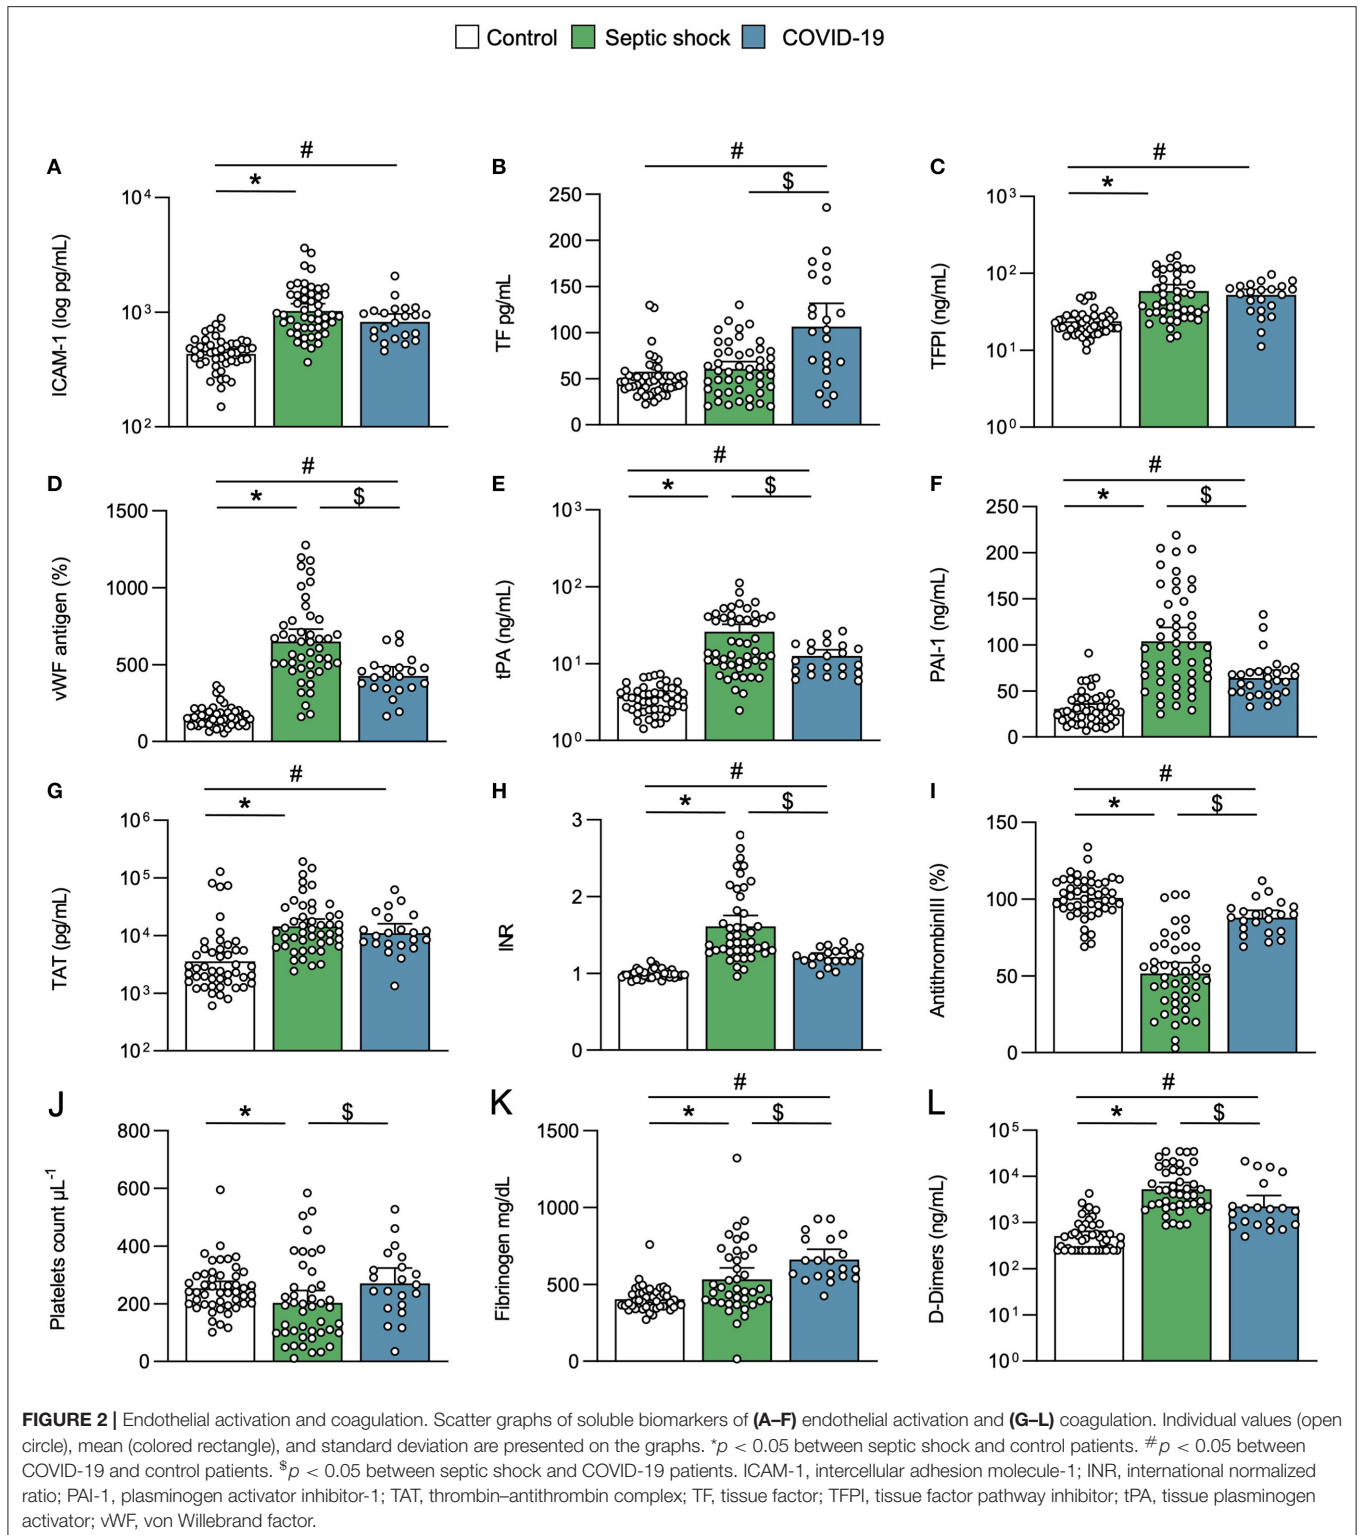 Control Septic shock COVID-19
A
#
*
10⁴
10³
10²
ICAM-1 (log pg/mL)
B
#
$
250
200
150
100
50
0
TF pg/mL
C
#
*
10³
10²
10¹
10⁰
TFPI (ng/mL)
D
#
*
$
1500
1000
500
0
vWF antigen (%)
E
#
*
$
10³
10²
10¹
10⁰
tPA (ng/mL)
F
#
*
$
250
200
150
100
50
0
PAI-1 (ng/mL)
G
#
*
10⁶
10⁵
10⁴
10³
10²
TAT (pg/mL)
H
#
*
$
3
2
1
0
INR
I
#
*
$
150
100
50
0
AntithrombinIII (%)
J
*
$
800
600
400
200
0
Platelets count µL⁻¹
K
#
*
$
1500
1000
500
0
Fibrinogen mg/dL
L
#
*
$
10⁵
10⁴
10³
10²
10¹
10⁰
D-Dimers (ng/mL)
FIGURE 2 | Endothelial activation and coagulation. Scatter graphs of soluble biomarkers of (A–F) endothelial activation and (G–L) coagulation. Individual values (open
circle), mean (colored rectangle), and standard deviation are presented on the graphs. *p < 0.05 between septic shock and control patients. #p < 0.05 between
COVID-19 and control patients. $p < 0.05 between septic shock and COVID-19 patients. ICAM-1, intercellular adhesion molecule-1; INR, international normalized
ratio; PAI-1, plasminogen activator inhibitor-1; TAT, thrombin–antithrombin complex; TF, tissue factor; TFPI, tissue factor pathway inhibitor; tPA, tissue plasminogen
activator; vWF, von Willebrand factor.